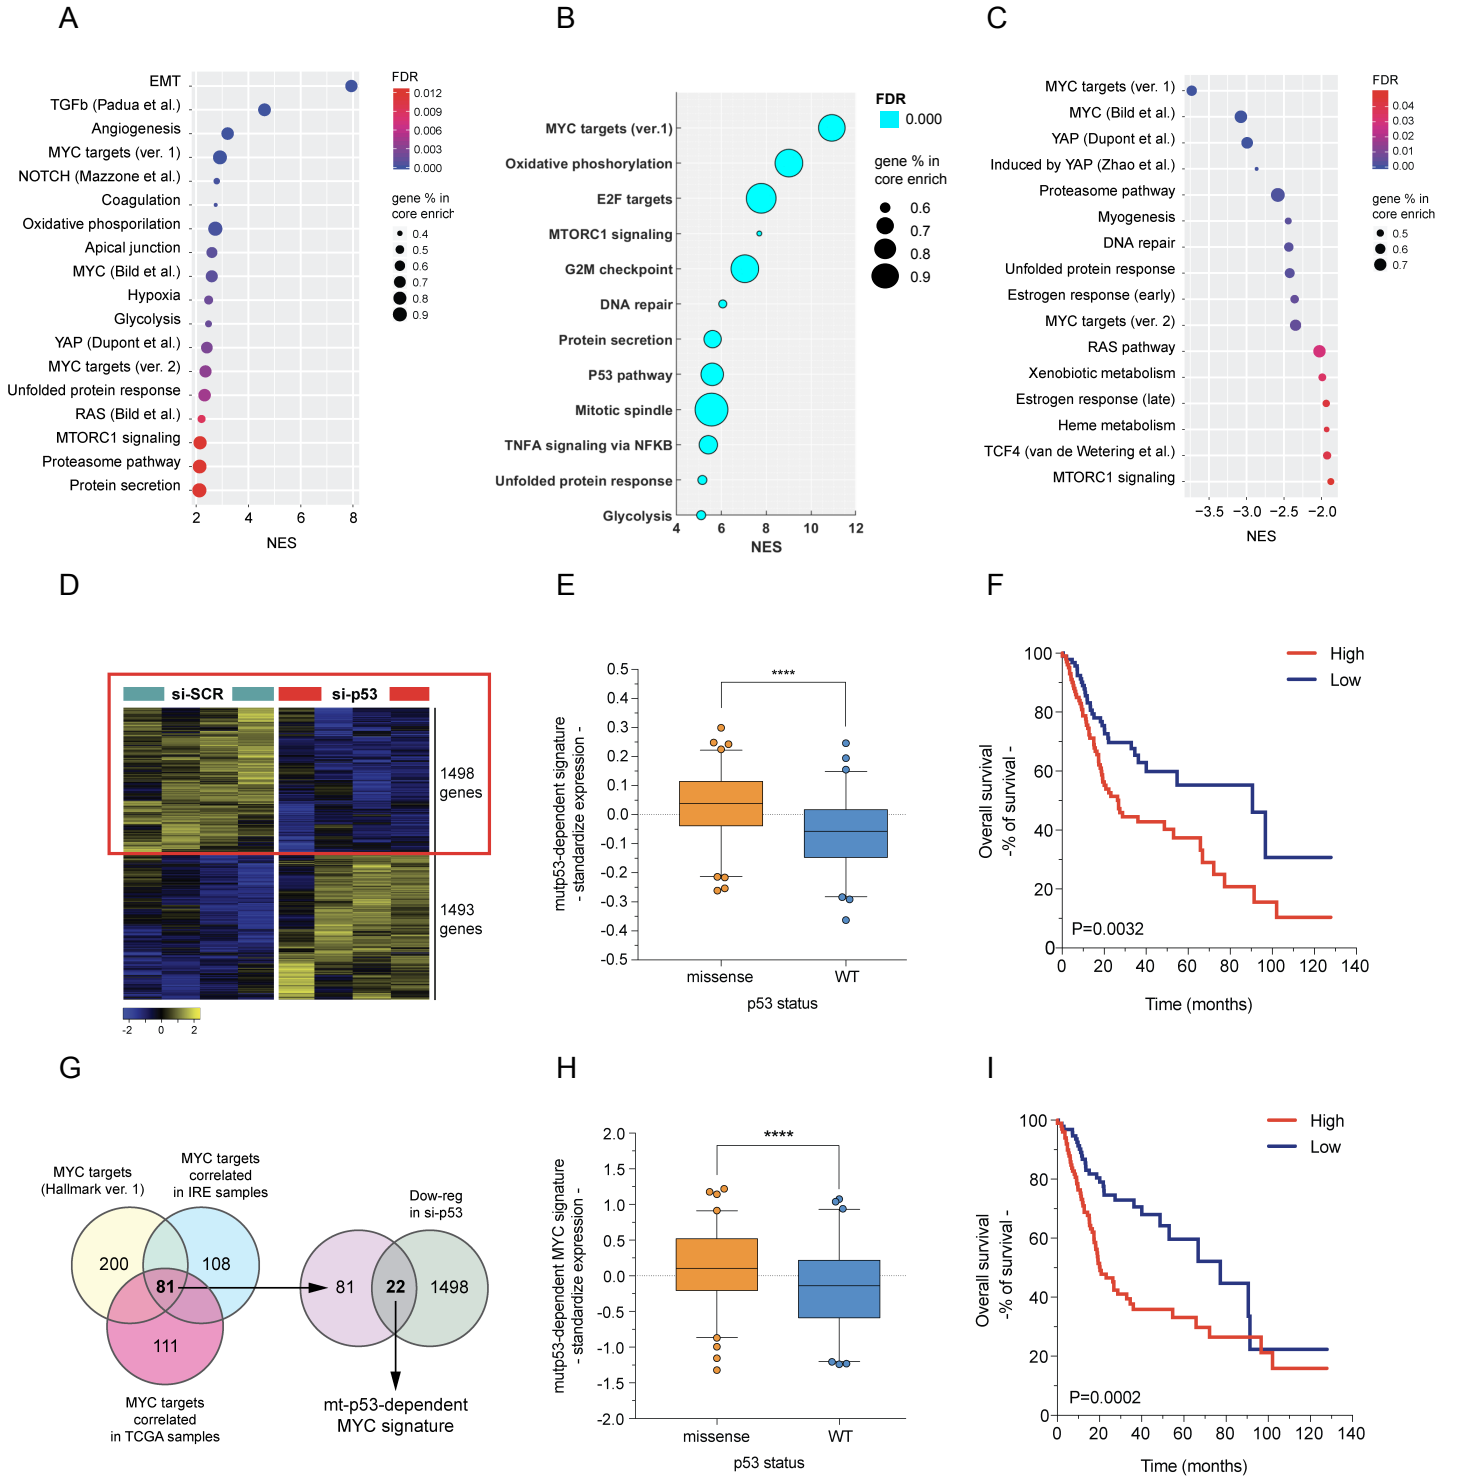 A
EMT
TGFb (Padua et al.)
Angiogenesis
MYC targets (ver. 1)
NOTCH (Mazzone et al.)
Coagulation
Oxidative phosporilation
Apical junction
MYC (Bild et al.)
Hypoxia
Glycolysis
YAP (Dupont et al.)
MYC targets (ver. 2)
Unfolded protein response
RAS (Bild et al.)
MTORC1 signaling
Proteasome pathway
Protein secretion
2 4 6 8
NES
FDR
0.012
0.009
0.006
0.003
0.000
gene % in
core enrich
0.4
0.5
0.6
0.7
0.8
0.9
B
MYC targets (ver.1)
Oxidative phoshorylation
E2F targets
MTORC1 signaling
G2M checkpoint
DNA repair
Protein secretion
P53 pathway
Mitotic spindle
TNFA signaling via NFKB
Unfolded protein response
Glycolysis
4 6 8 10 12
NES
FDR
0.000
gene % in
core enrich
0.6
0.7
0.8
0.9
C
MYC targets (ver. 1)
MYC (Bild et al.)
YAP (Dupont et al.)
Induced by YAP (Zhao et al.)
Proteasome pathway
Myogenesis
DNA repair
Unfolded protein response
Estrogen response (early)
MYC targets (ver. 2)
RAS pathway
Xenobiotic metabolism
Estrogen response (late)
Heme metabolism
TCF4 (van de Wetering et al.)
MTORC1 signaling
−3.5 −3.0 −2.5 −2.0
NES
FDR
0.04
0.03
0.02
0.01
0.00
gene % in
core enrich
0.5
0.6
0.7
D
si-SCR si-p53
1498
genes
1493
genes
-2 0 2
E
mutp53-dependent signature
- standardize expression -
0.5
0.4
0.3
0.2
0.1
0.0
-0.1
-0.2
-0.3
-0.4
-0.5
****
missense WT
p53 status
F
Overall survival
-% of survival -
100
80
60
40
20
0
High
Low
P=0.0032
0 20 40 60 80 100 120 140
Time (months)
G
MYC targets
(Hallmark ver. 1)
MYC targets
correlated
in IRE samples
200
108
81
111
MYC targets
correlated
in TCGA samples
Dow-reg
in si-p53
81 22 1498
mt-p53-dependent
MYC signature
H
mutp53-dependent MYC signature
- standardize expression -
2.0
1.5
1.0
0.5
0.0
-0.5
-1.0
-1.5
-2.0
****
missense WT
p53 status
I
Overall survival
-% of survival -
100
80
60
40
20
0
High
Low
P=0.0002
0 20 40 60 80 100 120 140
Time (months)